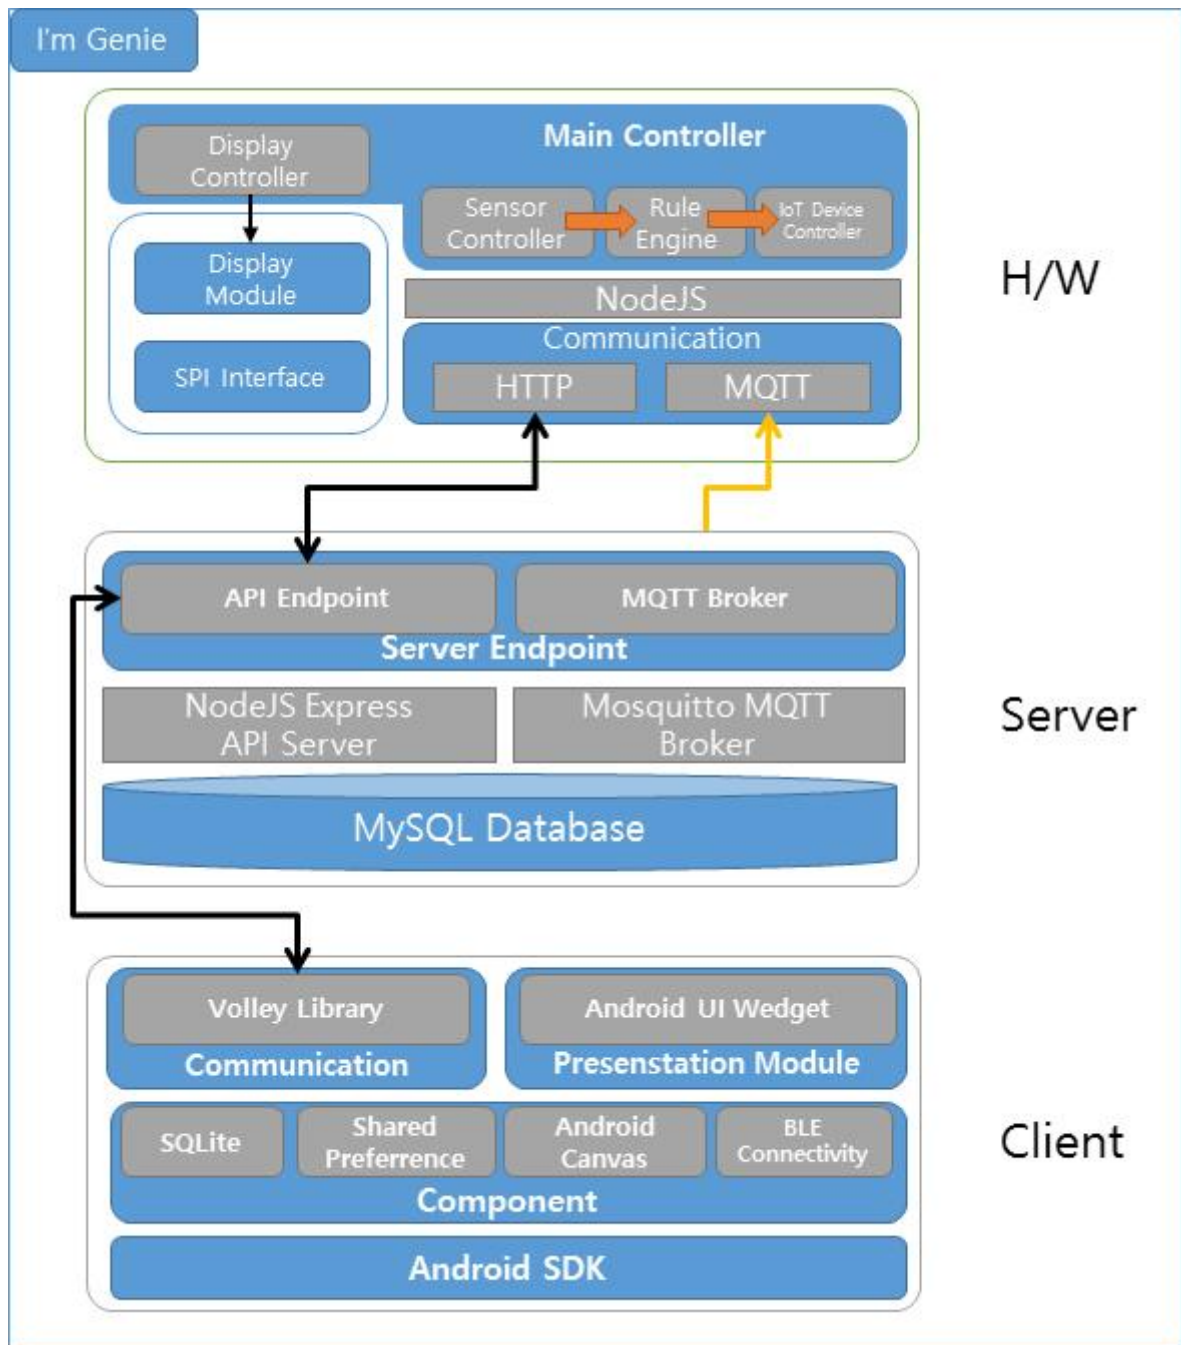 I'm Genie
Main Controller
Display
Controller
Sensor
Controller
Rule
Engine
IoT Device
Controller
Display
Module
SPI Interface
NodeJS
Communication
HTTP
MQTT
H/W
API Endpoint
MQTT Broker
Server Endpoint
NodeJS Express
API Server
Mosquitto MQTT
Broker
MySQL Database
Server
Volley Library
Communication
Android UI Wedget
Presenstation Module
SQLite
Shared
Preferrence
Android
Canvas
BLE
Connectivity
Component
Android SDK
Client